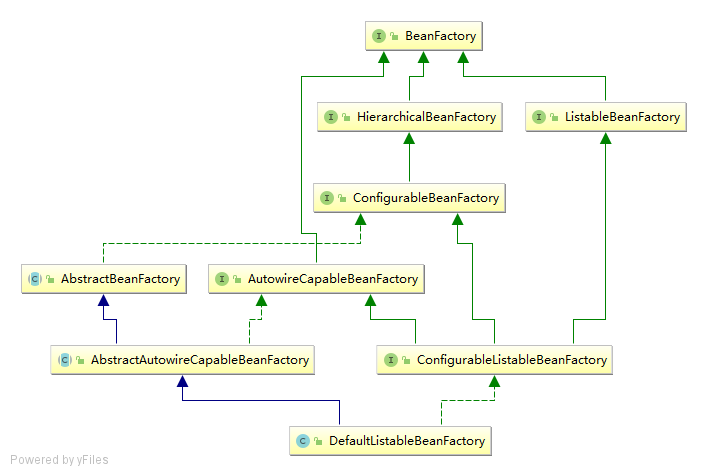 I BeanFactory
I HierarchicalBeanFactory
I ListableBeanFactory
I ConfigurableBeanFactory
C AbstractBeanFactory
I AutowireCapableBeanFactory
C AbstractAutowireCapableBeanFactory
I ConfigurableListableBeanFactory
C DefaultListableBeanFactory
Powered by yFiles